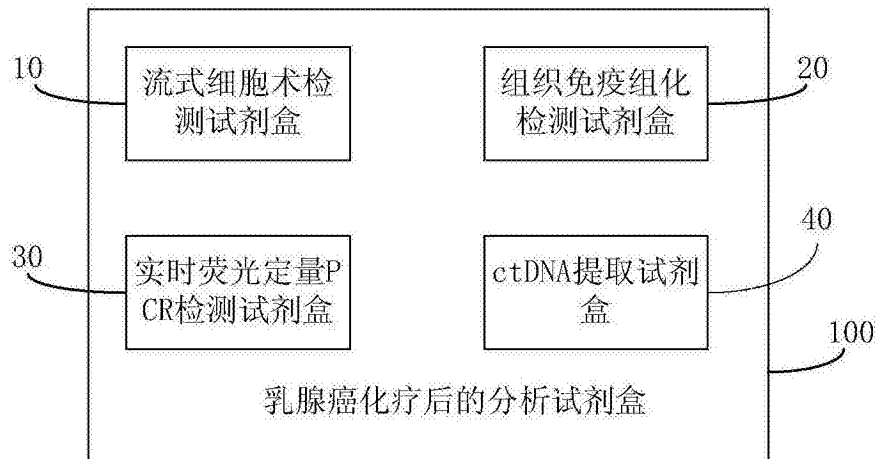 10
流式细胞术检
测试剂盒
组织免疫组化
检测试剂盒
20
30
实时荧光定量P
CR检测试剂盒
ctDNA提取试剂
盒
40
100
乳腺癌化疗后的分析试剂盒